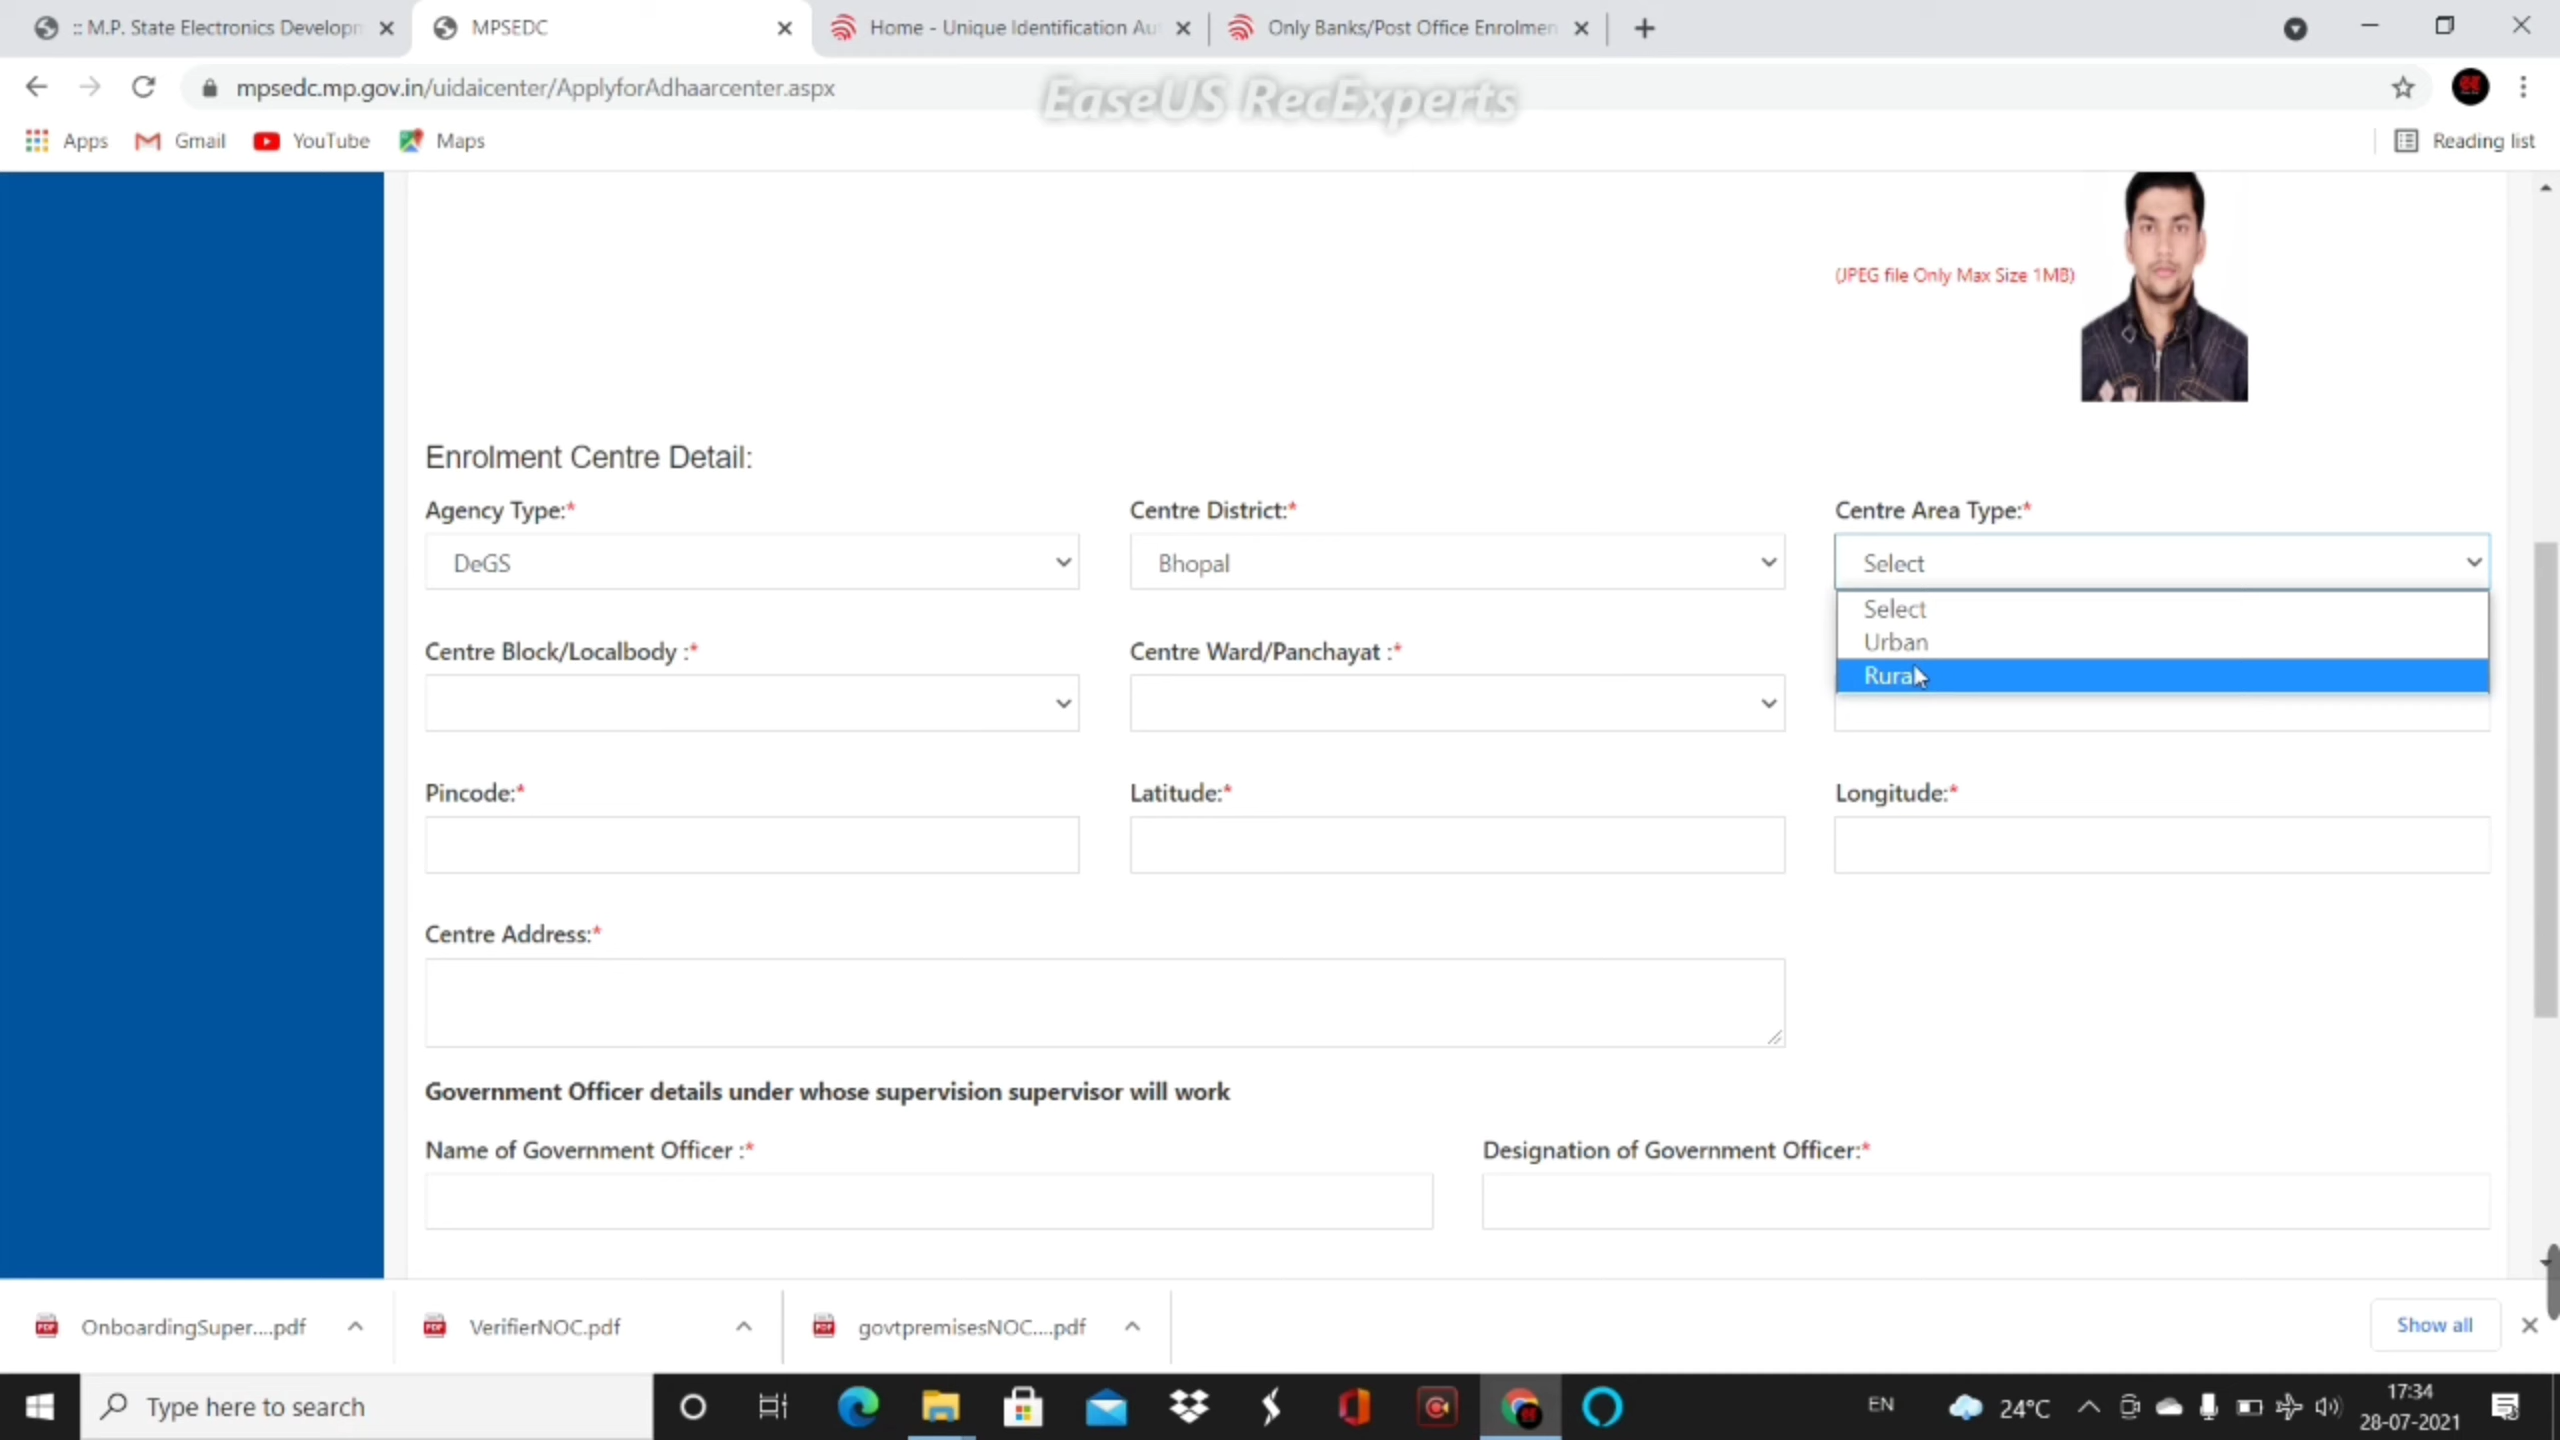 :: M.P. State Electronics Developm
MPSEDC
Home - Unique Identification Aut
Only Banks/Post Office Enrolmen
mpsedc.mp.gov.in/uidaicenter/ApplyforAdhaarcenter.aspx
EaseUS RecExperts
Apps
Gmail
YouTube
Maps
Reading list
(JPEG file Only Max Size 1MB)
Enrolment Centre Detail:
Agency Type:*
Centre District:*
Centre Area Type:*
DeGS
Bhopal
Select
Select
Urban
Rural
Centre Block/Localbody :*
Centre Ward/Panchayat :*
Pincode:*
Latitude:*
Longitude:*
Centre Address:*
Government Officer details under whose supervision supervisor will work
Name of Government Officer :*
Designation of Government Officer:*
OnboardingSuper....pdf
VerifierNOC.pdf
govtpremisesNOC....pdf
Show all
Type here to search
EN
24°C
17:34
28-07-2021